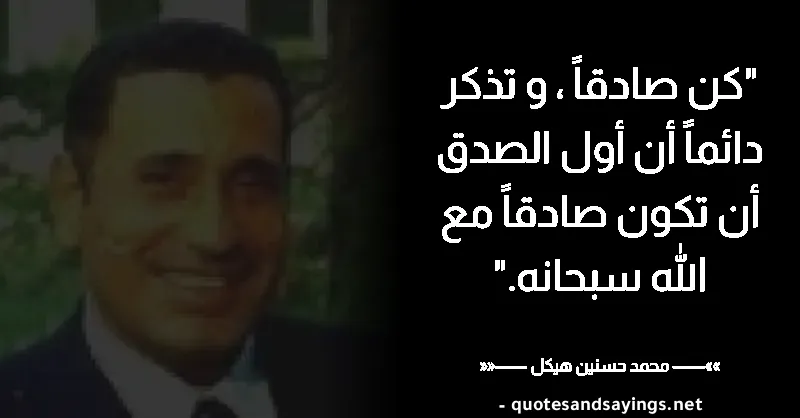 "كن صادقاً ، و تذكر
دائماً أن أول الصدق
أن تكون صادقاً مع
الله سبحانه."
»»—— محمد حسنين هيكل ——««
- quotesandsayings.net